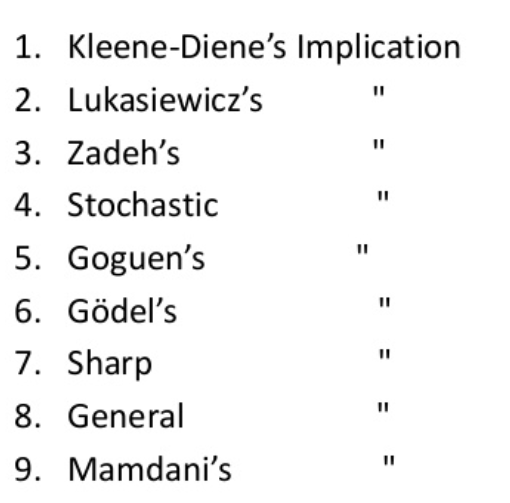 1. Kleene-Diene’s Implication
2. Lukasiewicz’s "
3. Zadeh’s "
4. Stochastic "
5. Goguen’s "
6. Gödel’s "
7. Sharp "
8. General "
9. Mamdani’s "